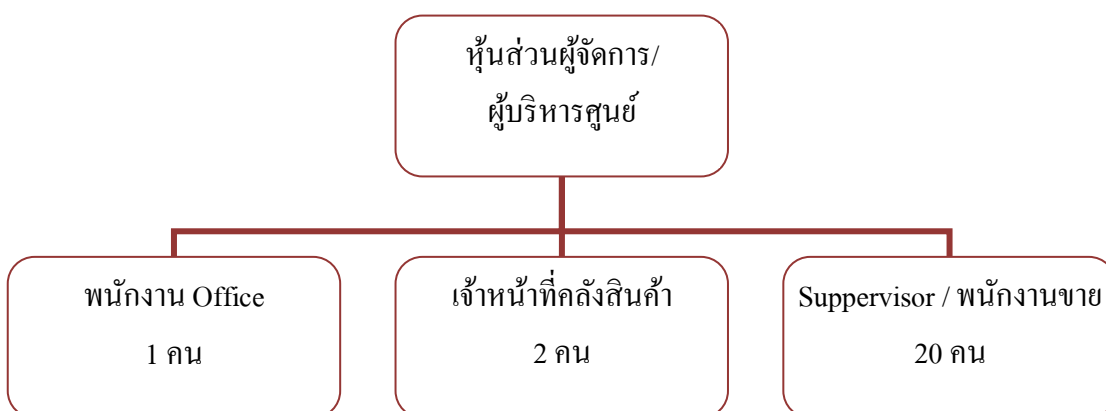 หุ้นส่วนผู้จัดการ/
ผู้บริหารศูนย์
พนักงาน Office
1 คน
เจ้าหน้าที่คลังสินค้า
2 คน
Suppervisor / พนักงานขาย
20 คน